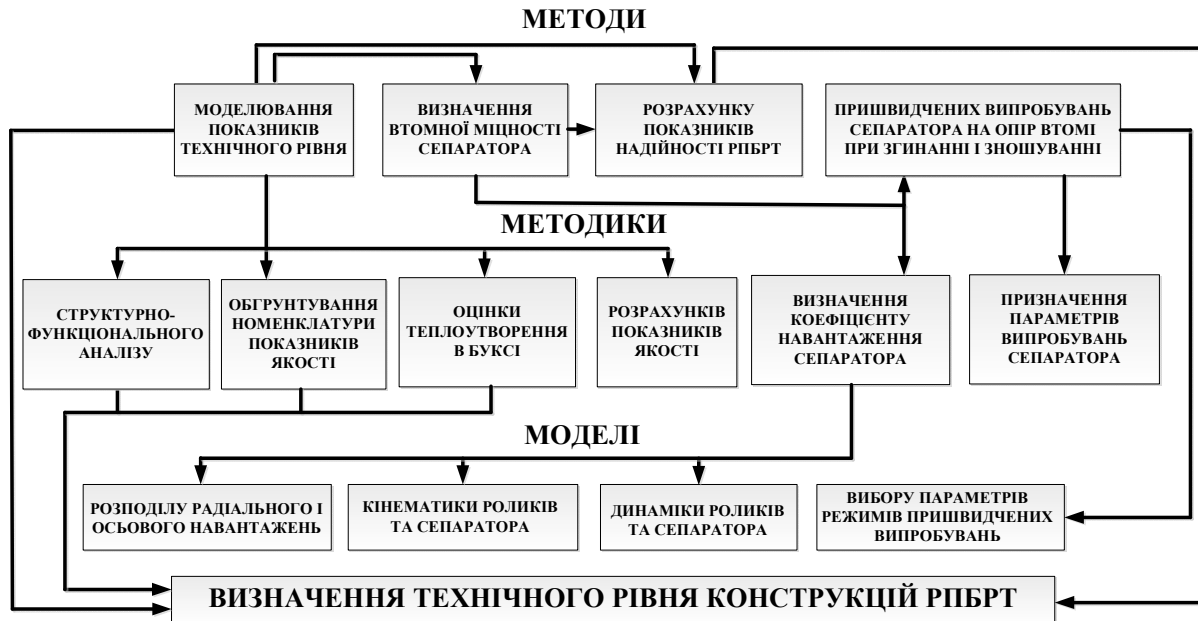 МЕТОДИ
МОДЕЛЮВАННЯ
ПОКАЗНИКІВ
ТЕХНІЧНОГО РІВНЯ
ВИЗНАЧЕННЯ
ВТОМНОЇ МІЦНОСТІ
СЕПАРАТОРА
РОЗРАХУНКУ
ПОКАЗНИКІВ
НАДІЙНОСТІ РПБРТ
ПРИШВИДЧЕНИХ ВИПРОБУВАНЬ
СЕПАРАТОРА НА ОПІР ВТОМІ
ПРИ ЗГИНАННІ І ЗНОШУВАННІ
МЕТОДИКИ
СТРУКТУРНО-
ФУНКЦІОНАЛЬНОГО
АНАЛІЗУ
ОБГРУНТУВАННЯ
НОМЕНКЛАТУРИ
ПОКАЗНИКІВ
ЯКОСТІ
ОЦІНКИ
ТЕПЛОУТВОРЕННЯ
В БУКСІ
РОЗРАХУНКІВ
ПОКАЗНИКІВ
ЯКОСТІ
ВИЗНАЧЕННЯ
КОЕФІЦІЄНТУ
НАВАНТАЖЕННЯ
СЕПАРАТОРА
ПРИЗНАЧЕННЯ
ПАРАМЕТРІВ
ВИПРОБУВАНЬ
СЕПАРАТОРА
МОДЕЛІ
РОЗПОДІЛУ РАДІАЛЬНОГО І
ОСЬОВОГО НАВАНТАЖЕНЬ
КІНЕМАТИКИ РОЛИКІВ
ТА СЕПАРАТОРА
ДИНАМІКИ РОЛИКІВ
ТА СЕПАРАТОРА
ВИБОРУ ПАРАМЕТРІВ
РЕЖИМІВ ПРИШВИДЧЕНИХ
ВИПРОБУВАНЬ
ВИЗНАЧЕННЯ ТЕХНІЧНОГО РІВНЯ КОНСТРУКЦІЙ РПБРТ